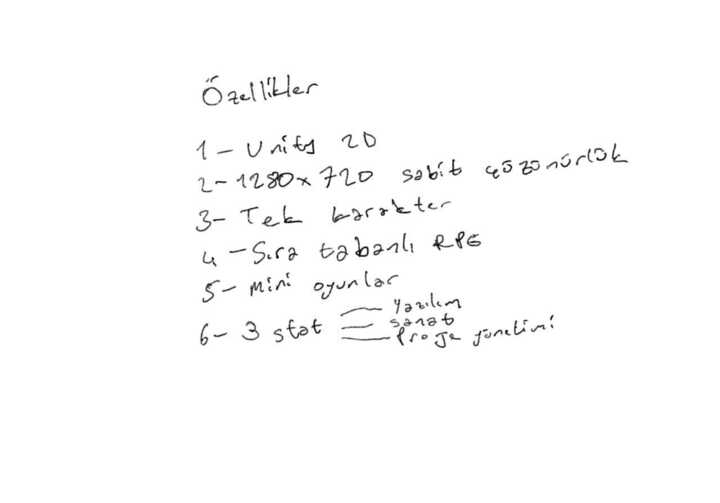 Özellikler
1- Unity 2D
2- 1280x720 sabit çözünürlük
3- Tek karakter
4- Sıra tabanlı RPG
5- Mini oyunlar
6- 3 stat
Yazılım
sanat
Proje yönetimi